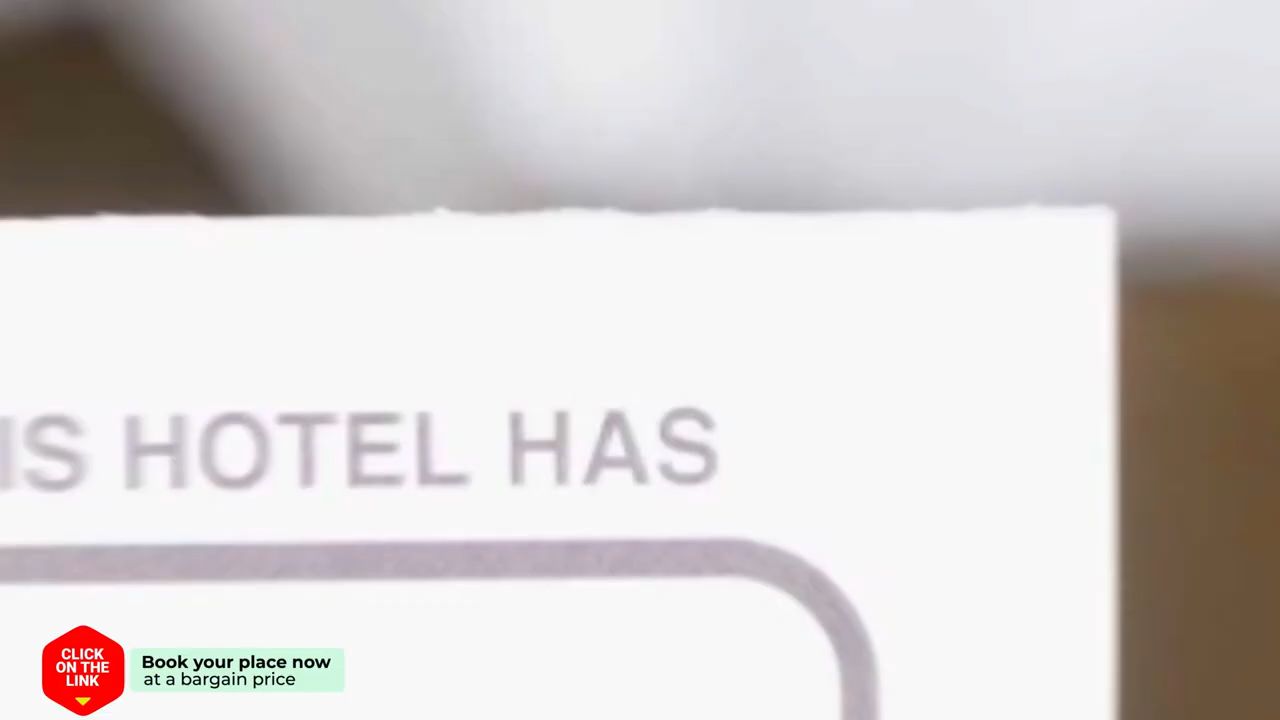 IS HOTEL HAS
CLICK
ON THE
LINK
Book your place now
at a bargain price